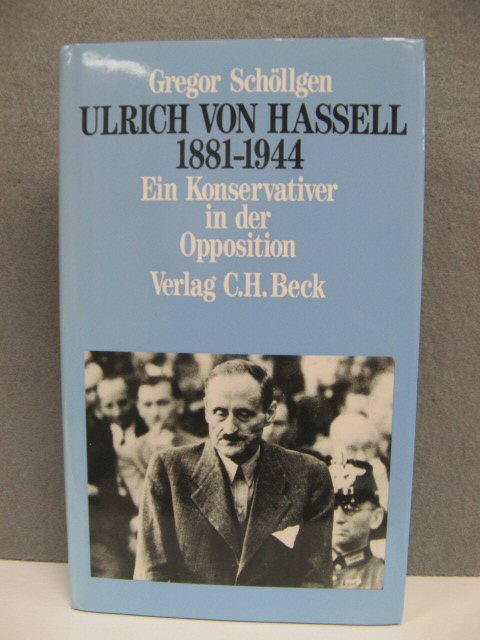 Gregor Schöllgen
ULRICH VON HASSELL
1881-1944
Ein Konservativer
in der
Opposition
Verlag C.H. Beck